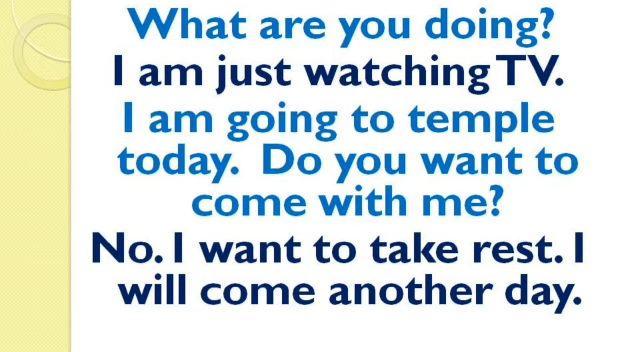 What are you doing?
I am just watching TV.
I am going to temple
today. Do you want to
come with me?
No. I want to take rest. I
will come another day.